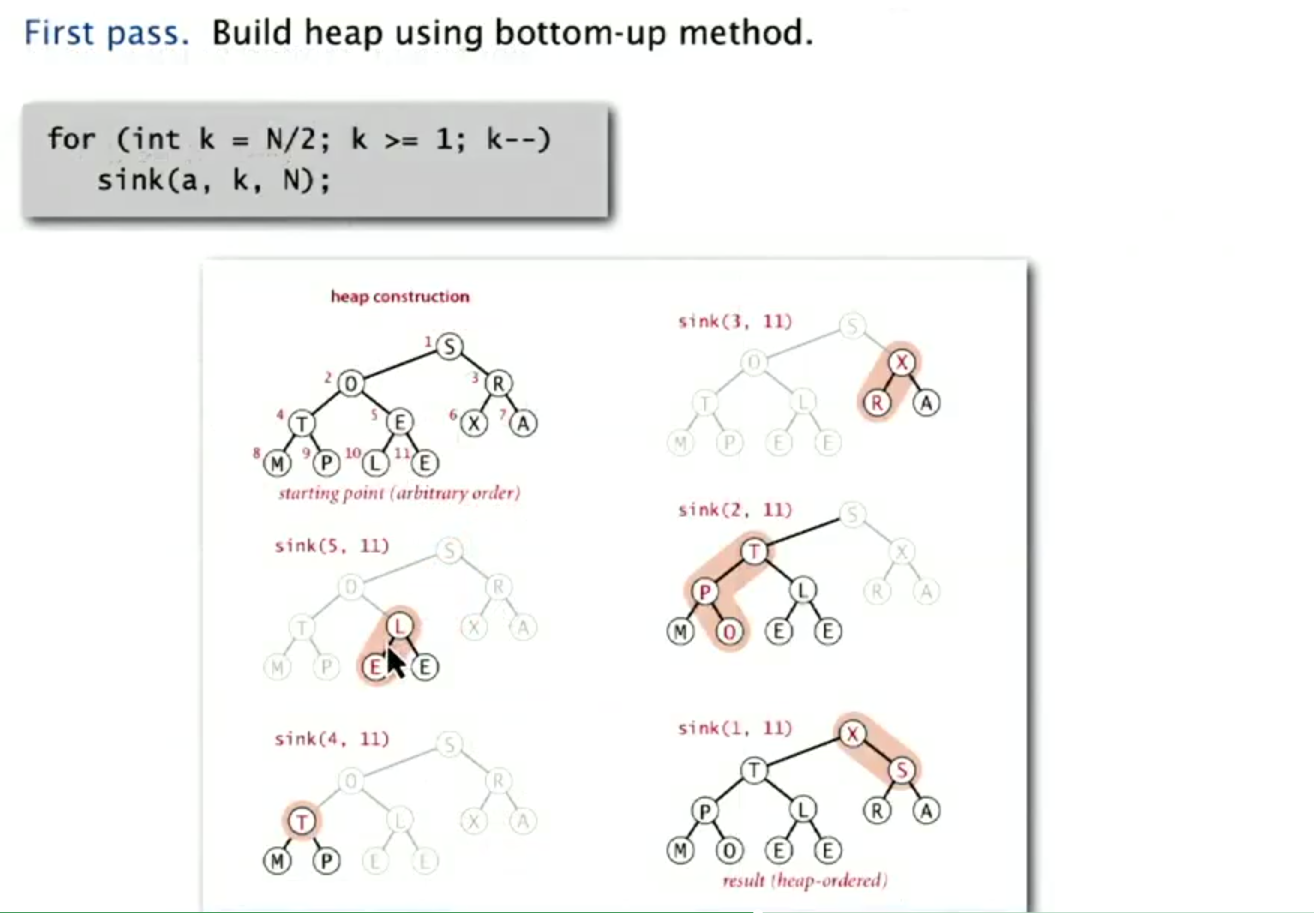 First pass. Build heap using bottom-up method.
for (int k = N/2; k >= 1; k--)
sink(a, k, N);
heap construction
1 S
2 O 3 R
4 T 5 E 6 X 7 A
8 M 9 P 10 L 11 E
starting point (arbitrary order)
sink(5, 11)
S
O R
T L X A
M P E E
sink(4, 11)
S
O R
T L X A
M P E E
sink(3, 11)
S
O X
T L R A
M P E E
sink(2, 11)
S
T X
P L R A
M O E E
sink(1, 11)
X
T S
P L R A
M O E E
result (heap-ordered)